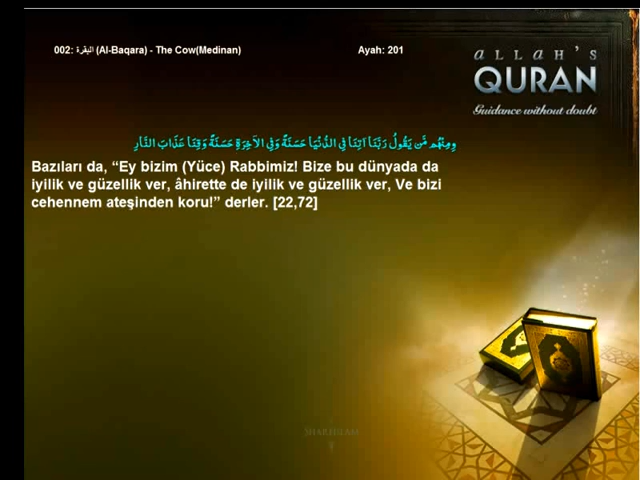 002: البقرة (Al-Baqara) - The Cow(Medinan) Ayah: 201
ALLAH'S
QURAN
Guidance without doubt
وِمِنْهُم مَّن يَقُولُ رَبَّنَا آتِنَا فِي الدُّنْيَا حَسَنَةً وَفِي الآخِرَةِ حَسَنَةً وَقِنَا عَذَابَ النَّارِ
Bazıları da, “Ey bizim (Yüce) Rabbimiz! Bize bu dünyada da
iyilik ve güzellik ver, âhirette de iyilik ve güzellik ver, Ve bizi
cehennem ateşinden koru!” derler. [22,72]